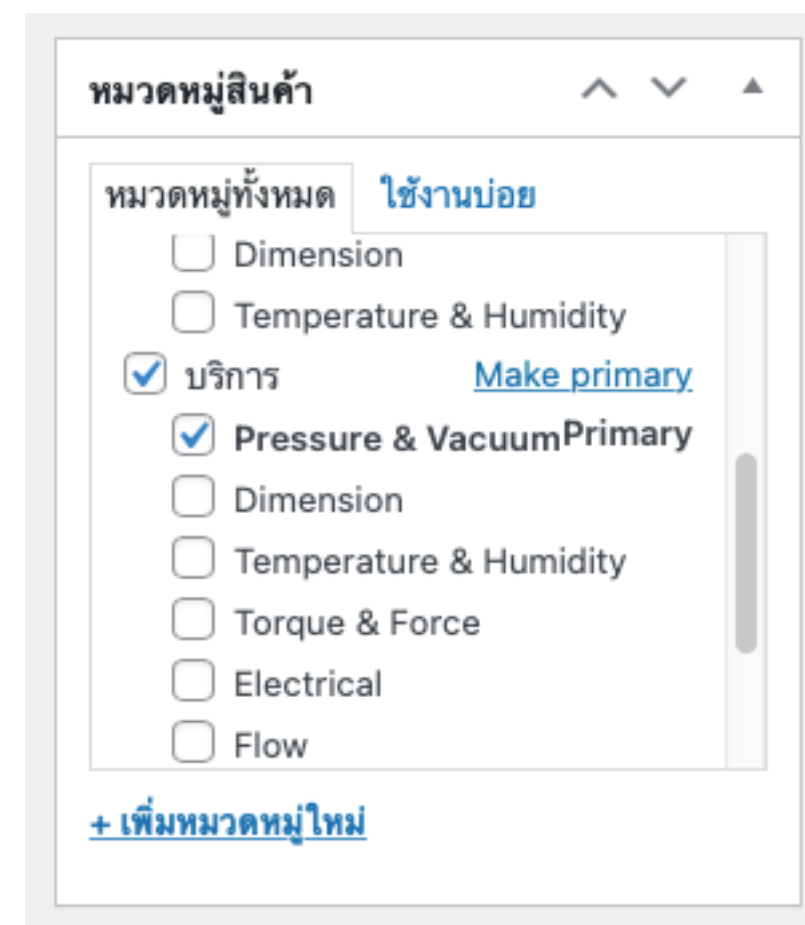 หมวดหมู่สินค้า
หมวดหมู่ทั้งหมด ใช้งานบ่อย
Dimension
Temperature & Humidity
บริการ Make primary
Pressure & Vacuum Primary
Dimension
Temperature & Humidity
Torque & Force
Electrical
Flow
+ เพิ่มหมวดหมู่ใหม่